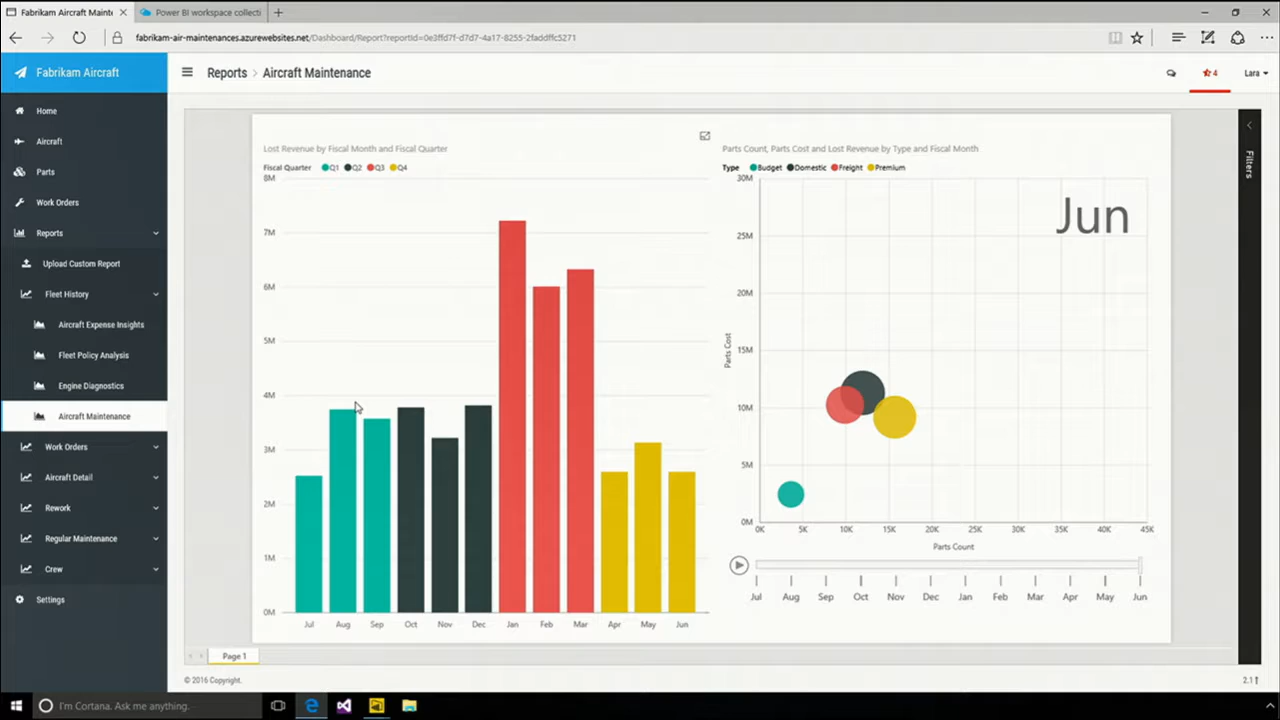 Fabrikam Aircraft Mainte
Power BI workspace collecti
fabrikam-air-maintenances.azurewebsites.net/Dashboard/Report?reportId=0e3ffd7f-d7d7-4a17-8255-2faddffc5271
Fabrikam Aircraft
Reports > Aircraft Maintenance
4
Lara
Home
Aircraft
Parts
Work Orders
Reports
Upload Custom Report
Fleet History
Aircraft Expense Insights
Fleet Policy Analysis
Engine Diagnostics
Aircraft Maintenance
Work Orders
Aircraft Detail
Rework
Regular Maintenance
Crew
Settings
Lost Revenue by Fiscal Month and Fiscal Quarter
Fiscal Quarter Q1 Q2 Q3 Q4
8M
7M
6M
5M
4M
3M
2M
1M
0M
Jul Aug Sep Oct Nov Dec Jan Feb Mar Apr May Jun
Parts Count, Parts Cost and Lost Revenue by Type and Fiscal Month
Type Budget Domestic Freight Premium
Jun
30M
25M
20M
15M
10M
5M
0M
Parts Cost
0K 5K 10K 15K 20K 25K 30K 35K 40K 45K
Parts Count
Jul Aug Sep Oct Nov Dec Jan Feb Mar Apr May Jun
Filters
Page 1
© 2016 Copyright.
2.1
I'm Cortana. Ask me anything.